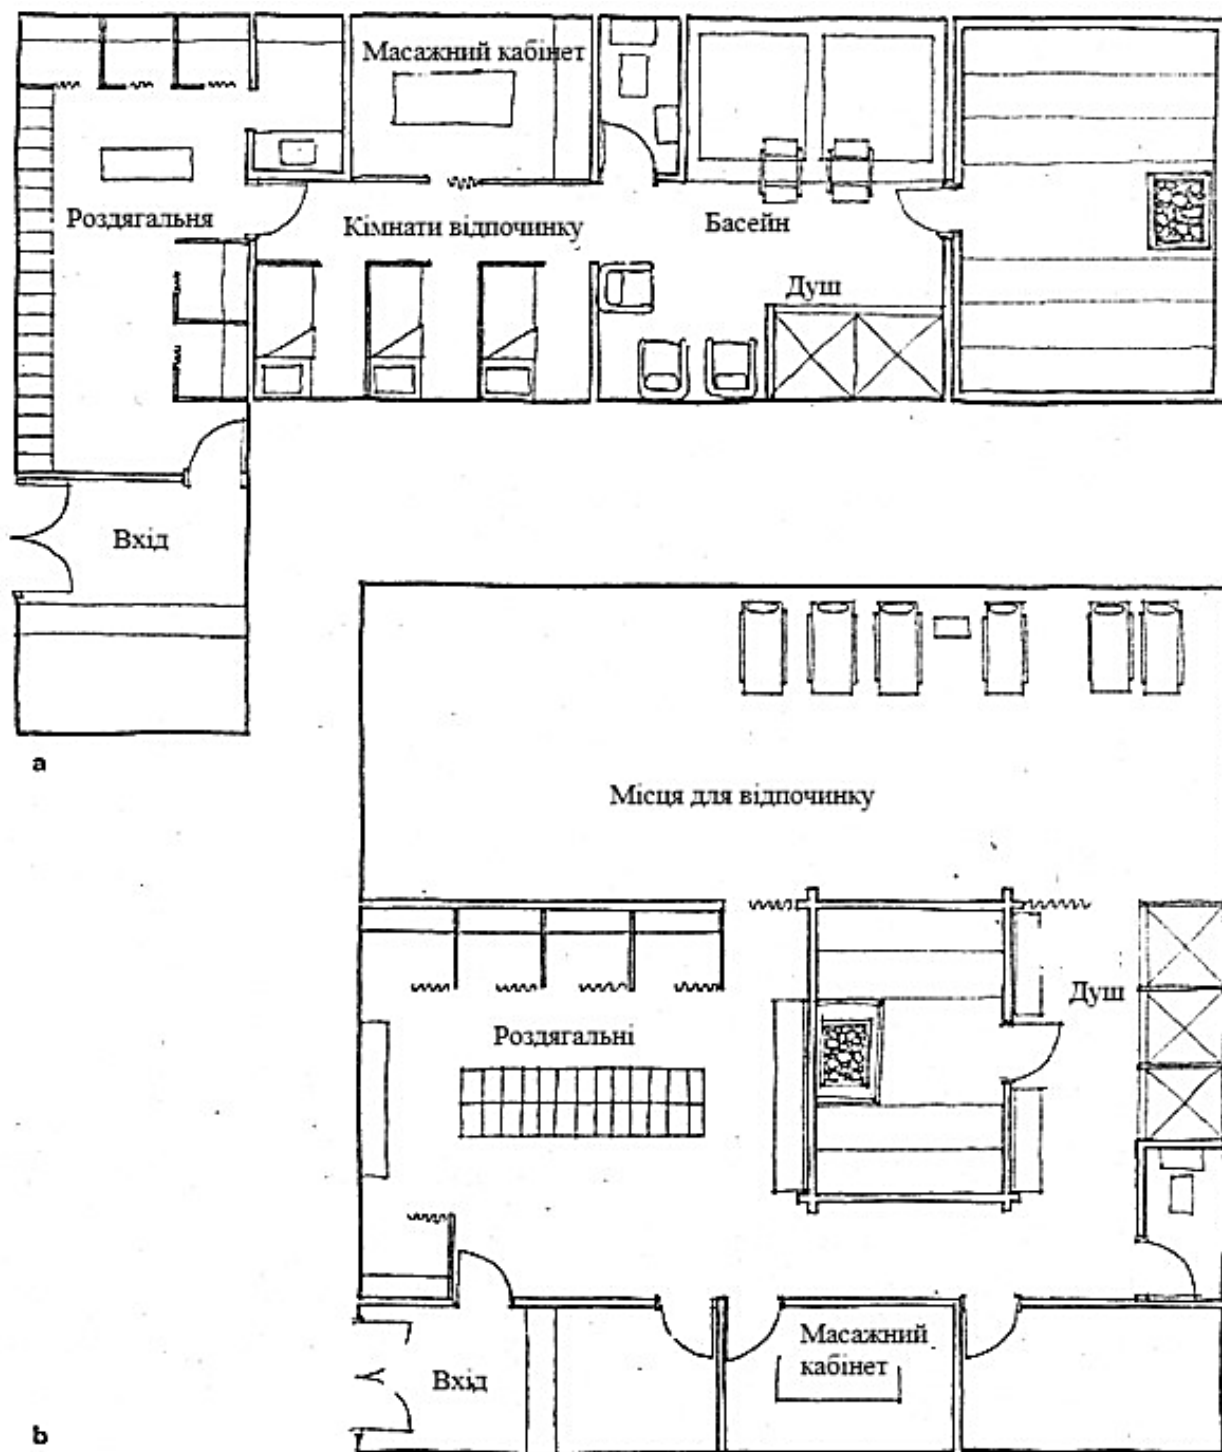 Масажний кабінет
Роздягальня
Кімнати відпочинку
Басейн
Душ
Вхід
a
Місця для відпочинку
Душ
Роздягальні
Масажний
кабінет
Вхід
b